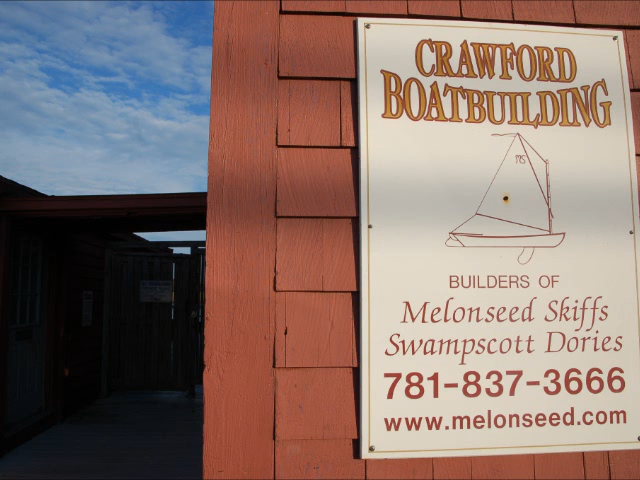 CRAWFORD
BOATBUILDING
MS
BUILDERS OF
Melonseed Skiffs
Swampscott Dories
781-837-3666
www.melonseed.com